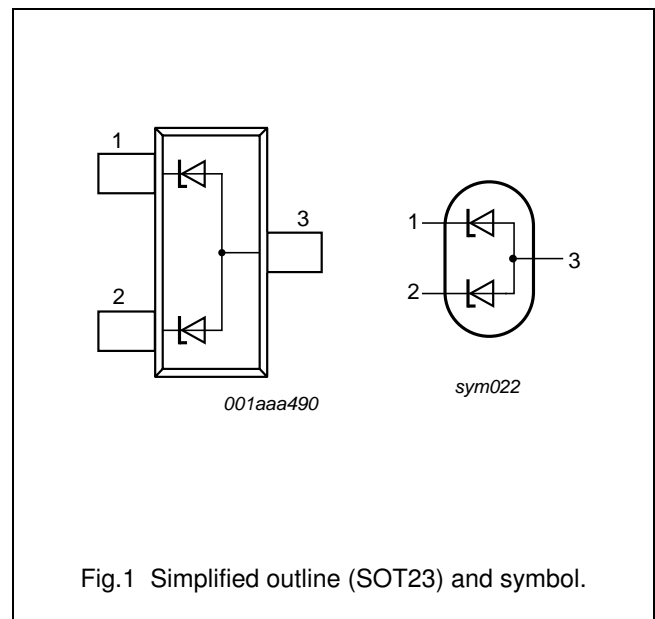 1
3
2
001aaa490
1
3
2
sym022
Fig.1 Simplified outline (SOT23) and symbol.